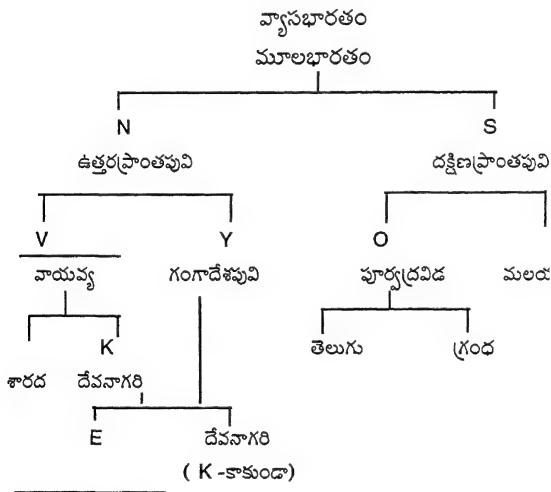 వ్యాసభారతం
మూలభారతం
N S
ఉత్తరప్రాంతపువి దక్షిణప్రాంతపువి
V Y O
వాయవ్య గంగాదేశపువి పూర్వద్రవిడ
K తెలుగు గ్రంధ
శారద దేవనాగరి
E దేవనాగరి
( K -కాకుండా)